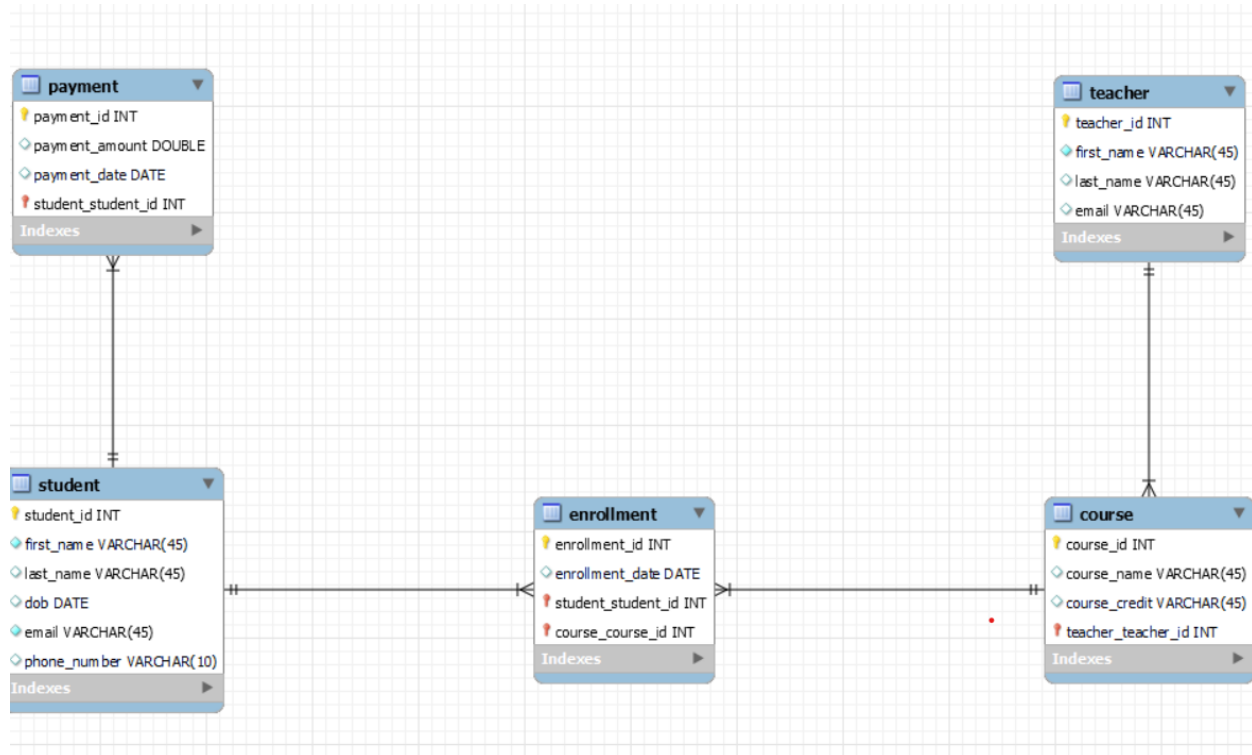 payment
payment_id INT
payment_amount DOUBLE
payment_date DATE
student_student_id INT
Indexes
teacher
teacher_id INT
first_name VARCHAR(45)
last_name VARCHAR(45)
email VARCHAR(45)
Indexes
student
student_id INT
first_name VARCHAR(45)
last_name VARCHAR(45)
dob DATE
email VARCHAR(45)
phone_number VARCHAR(10)
Indexes
enrollment
enrollment_id INT
enrollment_date DATE
student_student_id INT
course_course_id INT
Indexes
course
course_id INT
course_name VARCHAR(45)
course_credit VARCHAR(45)
teacher_teacher_id INT
Indexes